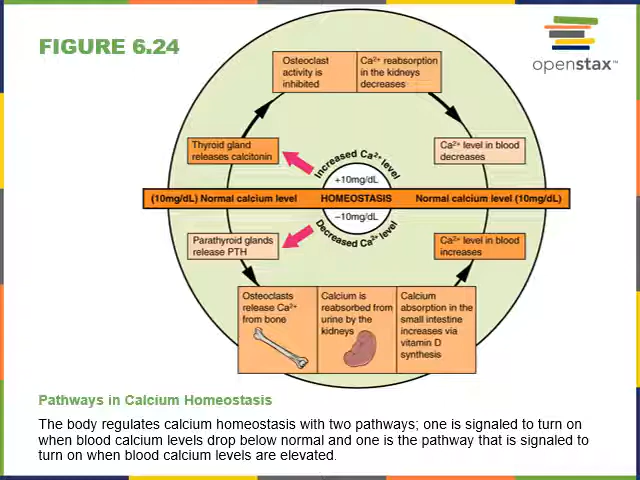 FIGURE 6.24
openstax™
Osteoclast
activity is
inhibited
Ca²⁺ reabsorption
in the kidneys
decreases
Thyroid gland
releases calcitonin
Increased Ca²⁺ level
Ca²⁺ level in blood
decreases
+10mg/dL
(10mg/dL) Normal calcium level
HOMEOSTASIS
Normal calcium level (10mg/dL)
−10mg/dL
Decreased Ca²⁺ level
Parathyroid glands
release PTH
Ca²⁺ level in blood
increases
Osteoclasts
release Ca²⁺
from bone
Calcium is
reabsorbed from
urine by the
kidneys
Calcium
absorption in the
small intestine
increases via
vitamin D
synthesis
Pathways in Calcium Homeostasis
The body regulates calcium homeostasis with two pathways; one is signaled to turn on
when blood calcium levels drop below normal and one is the pathway that is signaled to
turn on when blood calcium levels are elevated.